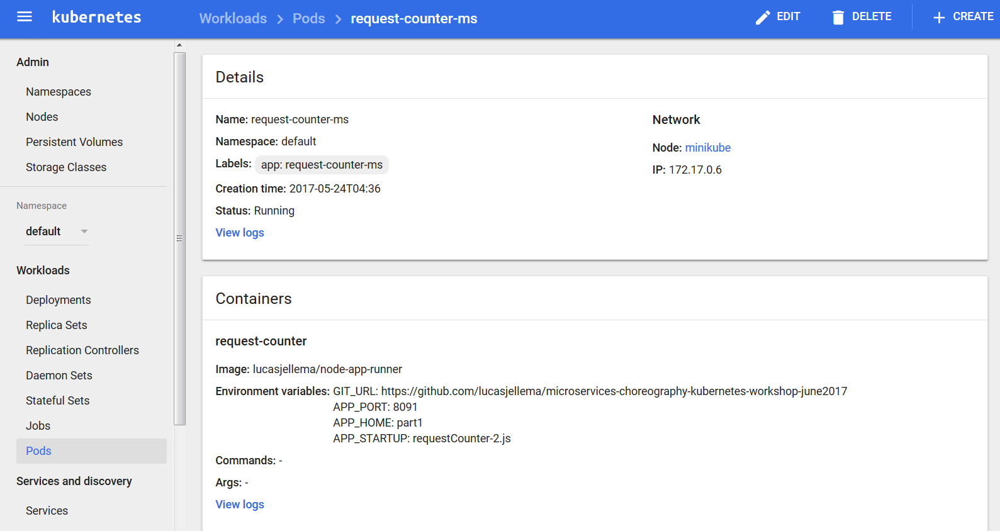 kubernetes
Workloads > Pods > request-counter-ms
EDIT
DELETE
CREATE
Admin
Namespaces
Nodes
Persistent Volumes
Storage Classes
Namespace
default
Workloads
Deployments
Replica Sets
Replication Controllers
Daemon Sets
Stateful Sets
Jobs
Pods
Services and discovery
Services
Details
Name: request-counter-ms
Namespace: default
Labels: app: request-counter-ms
Creation time: 2017-05-24T04:36
Status: Running
View logs
Network
Node: minikube
IP: 172.17.0.6
Containers
request-counter
Image: lucasjellema/node-app-runner
Environment variables: GIT_URL: https://github.com/lucasjellema/microservices-choreography-kubernetes-workshop-june2017
APP_PORT: 8091
APP_HOME: part1
APP_STARTUP: requestCounter-2.js
Commands: -
Args: -
View logs